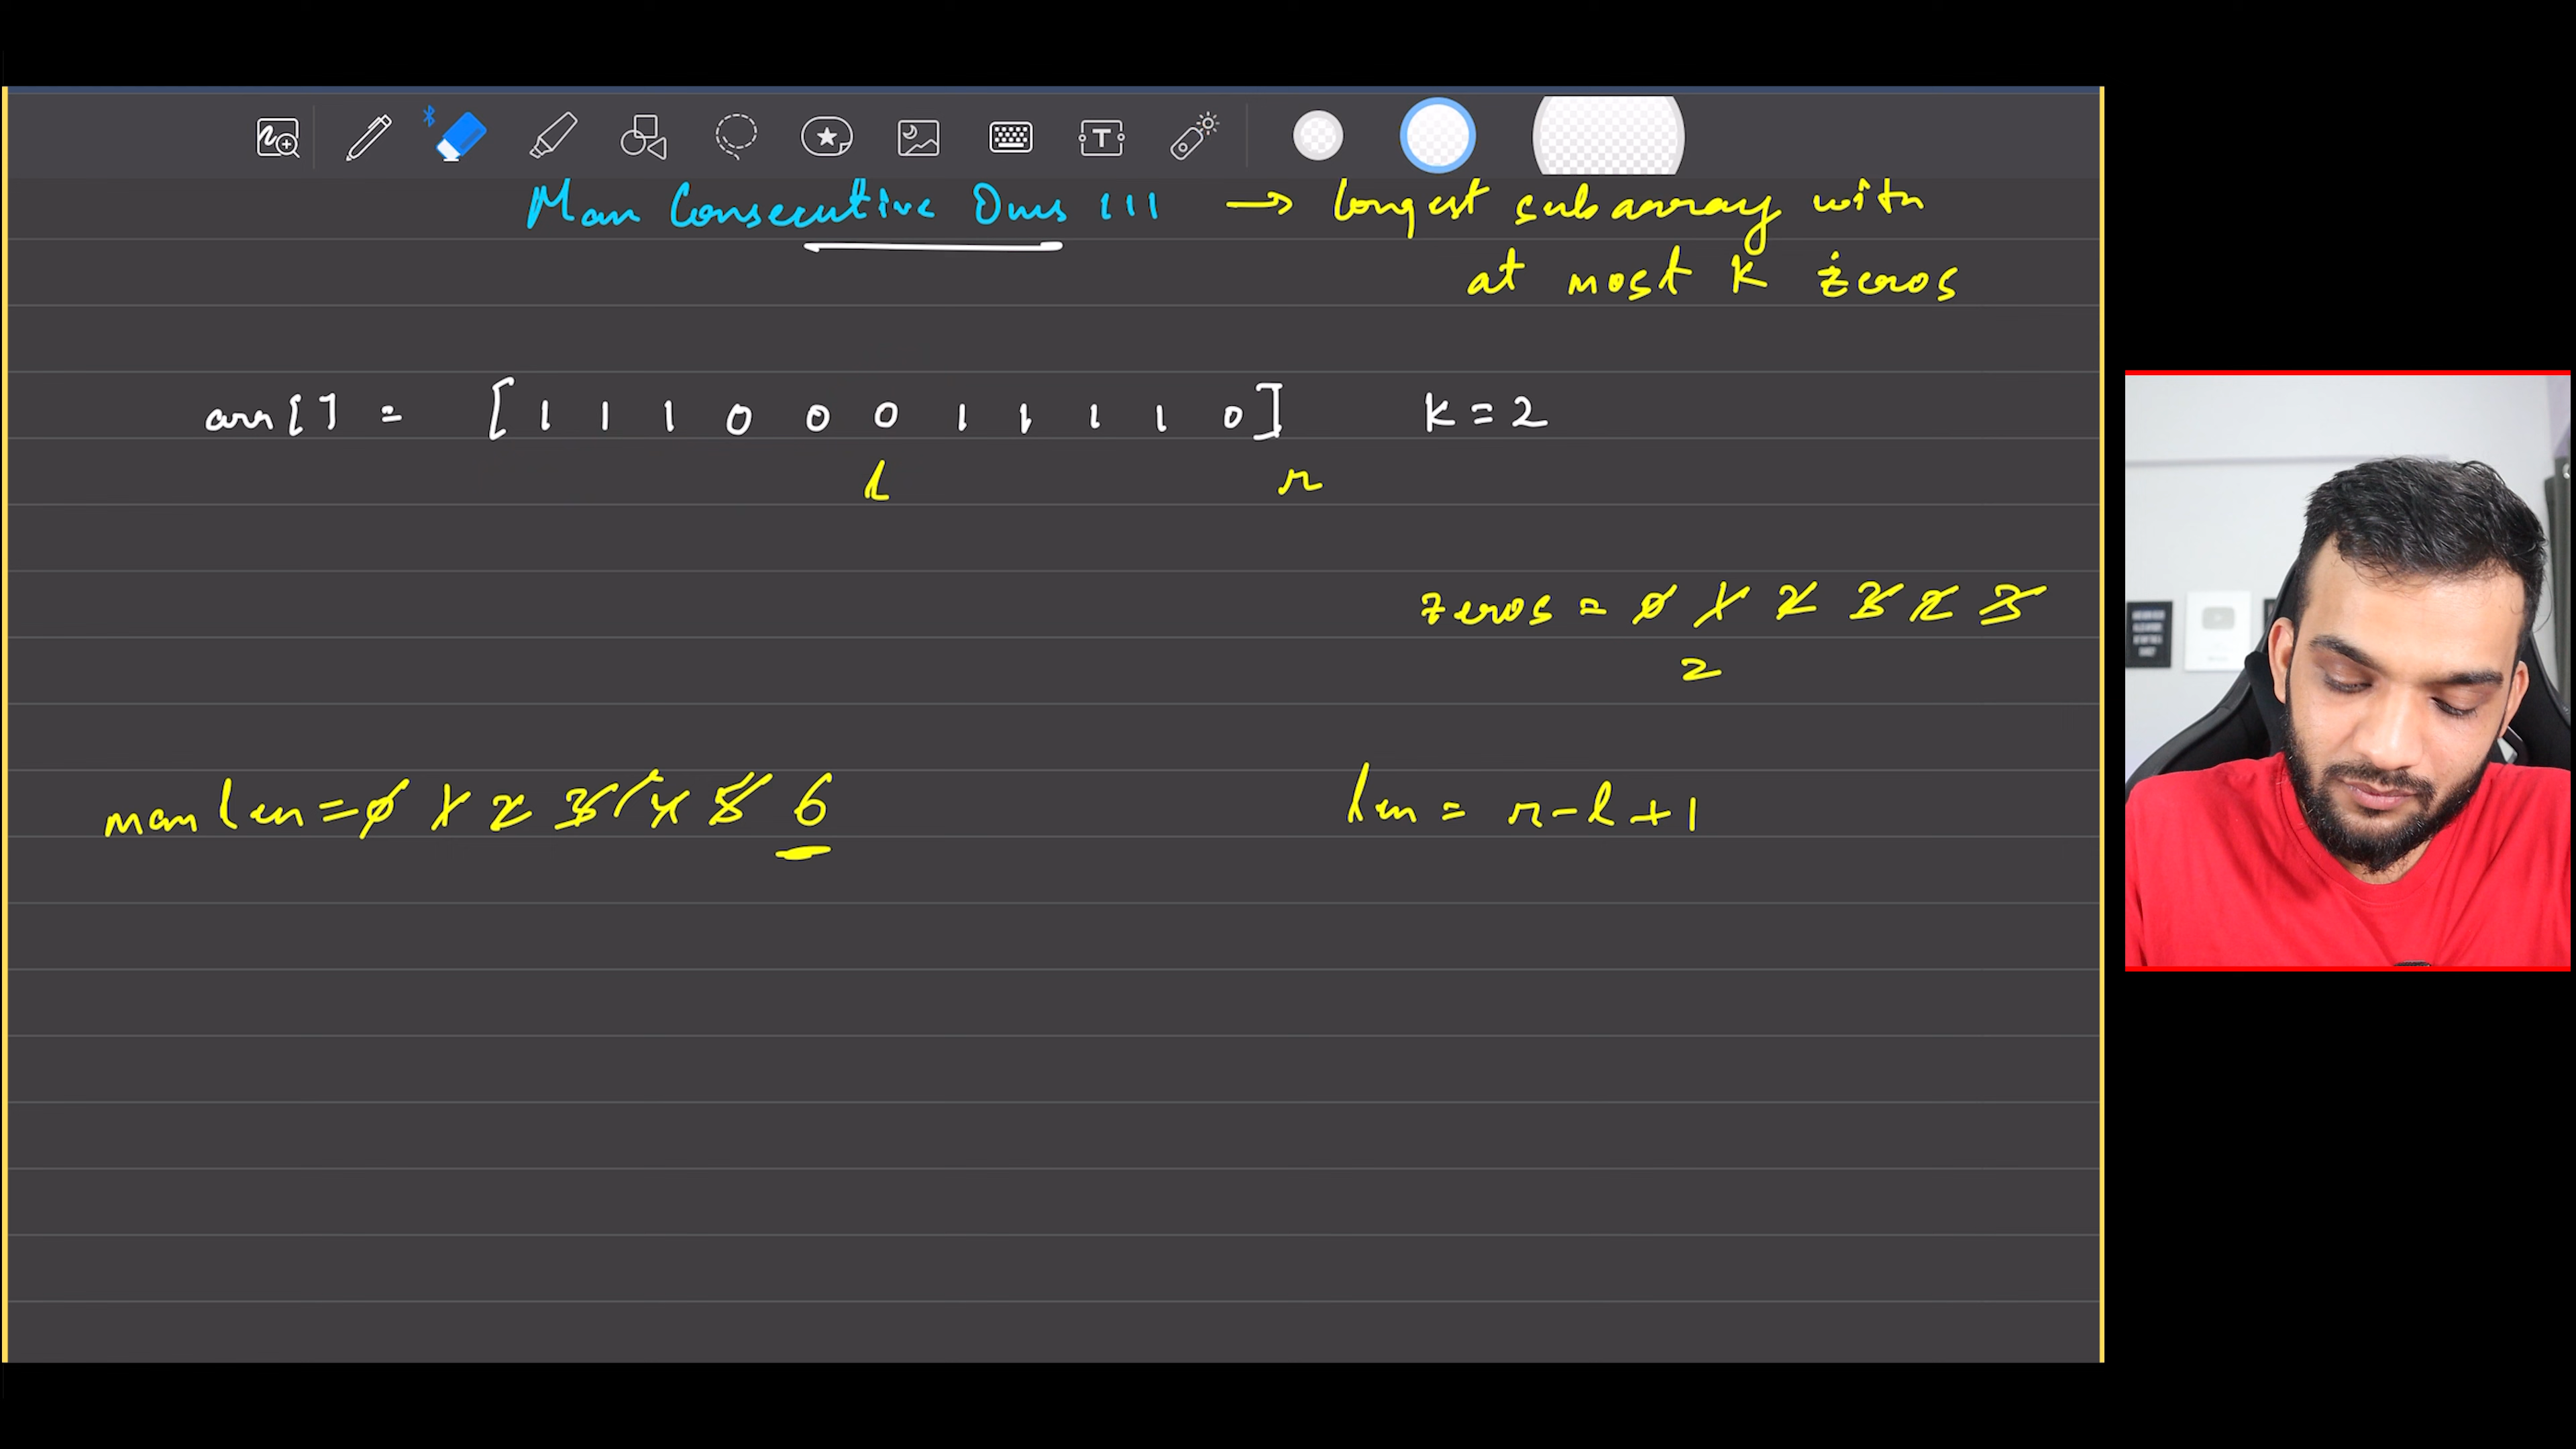 Max Consecutive Ones III → longest subarray with
at most K zeros
arr[] = [1 1 1 0 0 0 1 1 1 1 0] K = 2
l r
zeros = 0 1 2 3 2 3
2
maxlen = 0 1 2 3 4 5 6
len = r-l+1